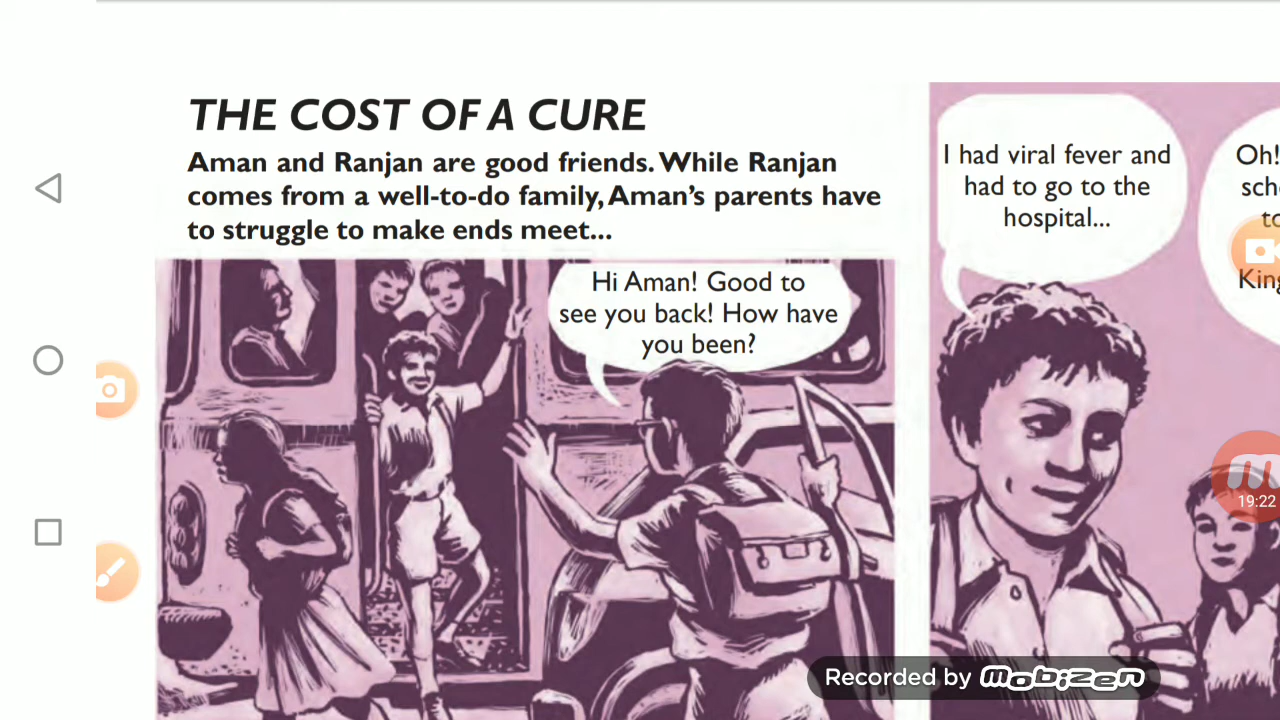 THE COST OF A CURE
Aman and Ranjan are good friends. While Ranjan
comes from a well-to-do family, Aman's parents have
to struggle to make ends meet...
Hi Aman! Good to
see you back! How have
you been?
I had viral fever and
had to go to the
hospital...
Oh!
19:22
Recorded by mobizen